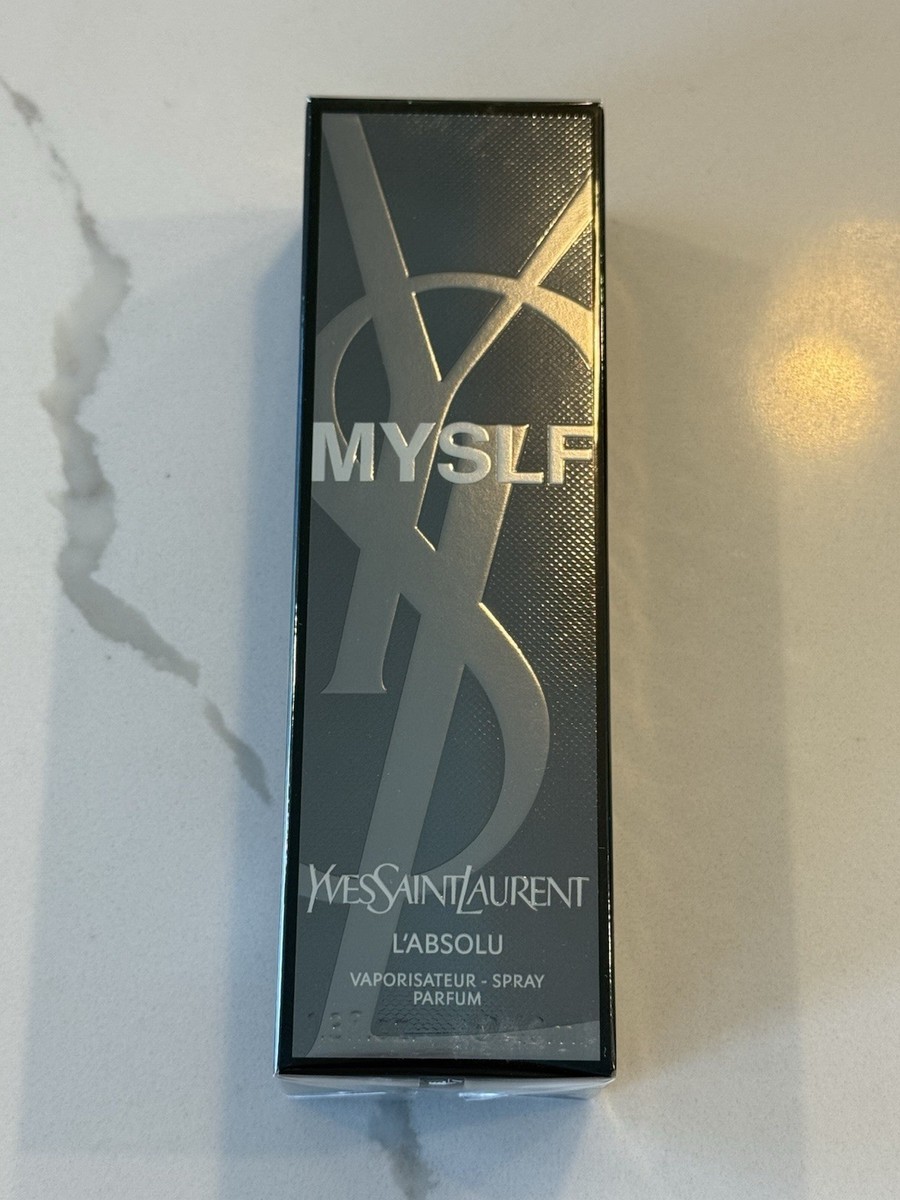 MYSLF
YVESSAINTLAURENT
L'ABSOLU
VAPORISATEUR - SPRAY
PARFUM